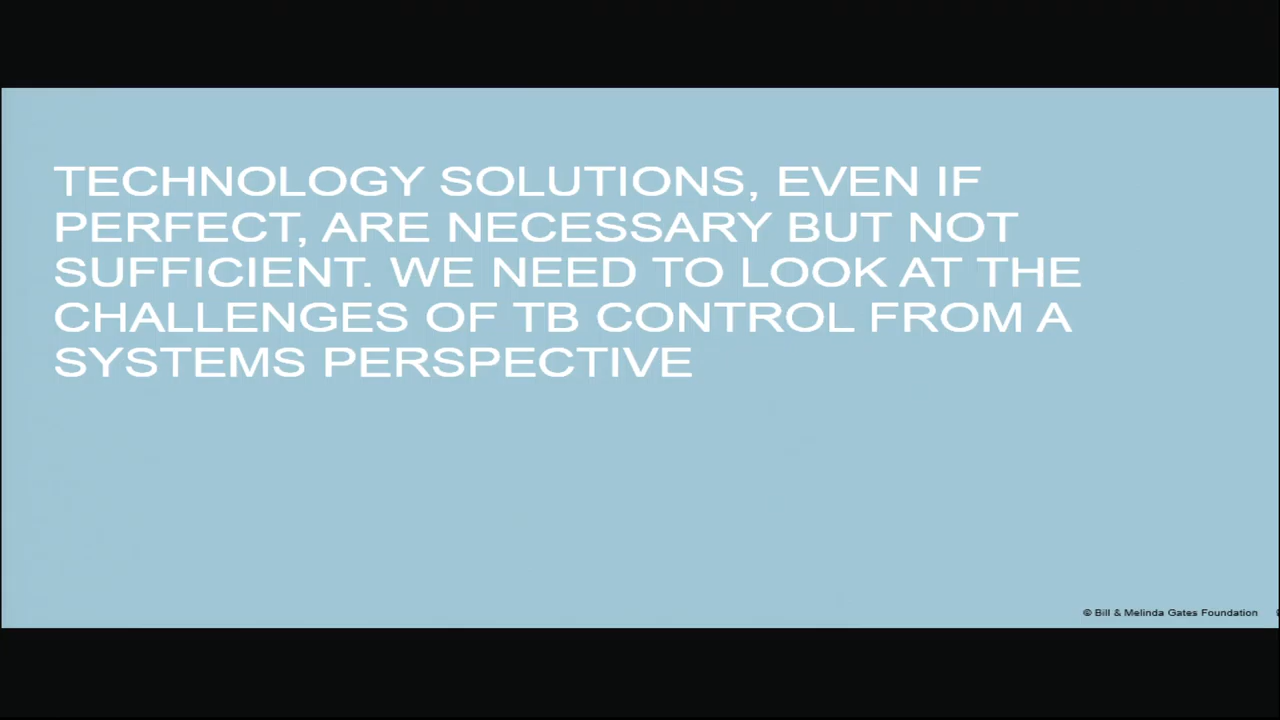 TECHNOLOGY SOLUTIONS, EVEN IF
PERFECT, ARE NECESSARY BUT NOT
SUFFICIENT. WE NEED TO LOOK AT THE
CHALLENGES OF TB CONTROL FROM A
SYSTEMS PERSPECTIVE
© Bill & Melinda Gates Foundation